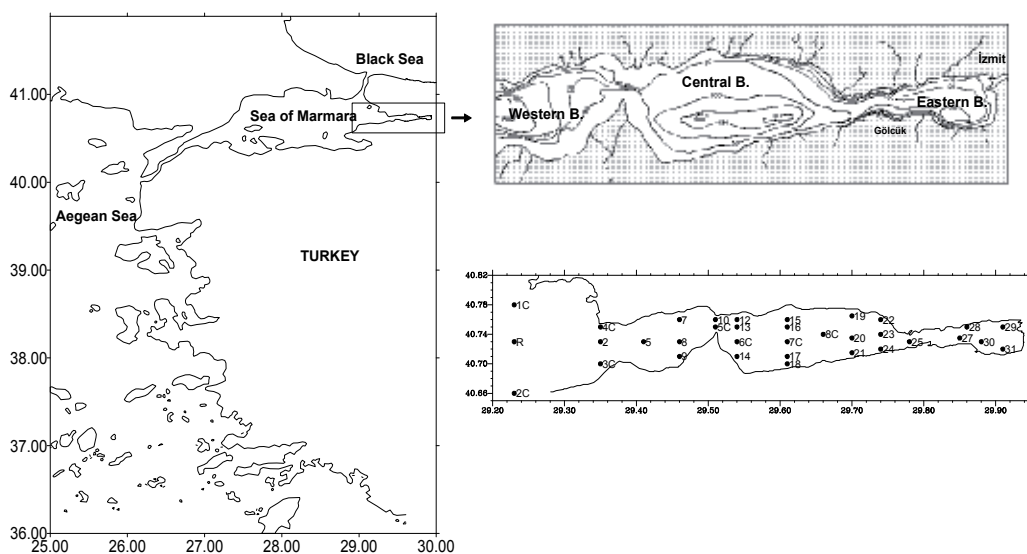 Black Sea
41.00
Sea of Marmara
40.00
Aegean Sea
39.00
TURKEY
38.00
37.00
36.00
25.00 26.00 27.00 28.00 29.00 30.00
İzmit
Central B.
Western B.
Eastern B.
Gölcük
40.82
40.78
40.74
40.70
40.66
29.20 29.30 29.40 29.50 29.60 29.70 29.80 29.90
1C
R
2C
4C
2
3C
5
7
8
9
10
5C
12
13
6C
14
15
16
7C
17
18
8C
19
20
21
22
23
24
25
28
27
30
29
31